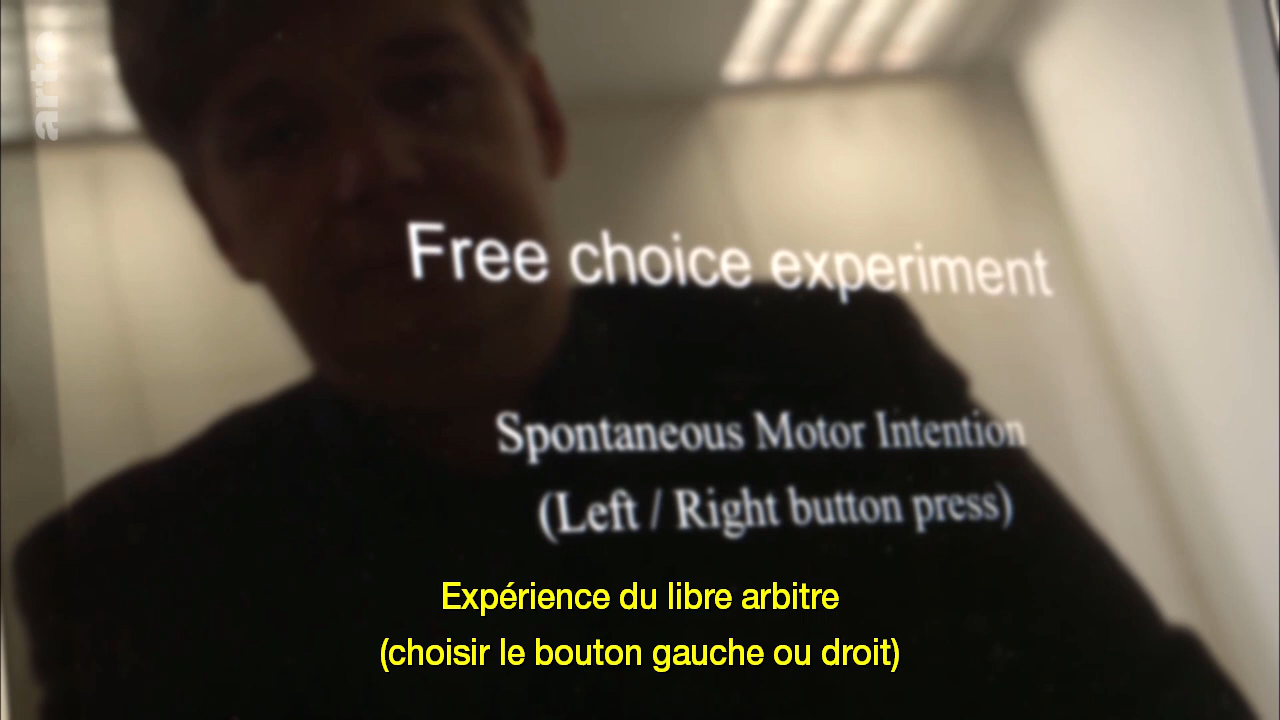 arte
Free choice experiment
Spontaneous Motor Intention
(Left / Right button press)
Expérience du libre arbitre
(choisir le bouton gauche ou droit)